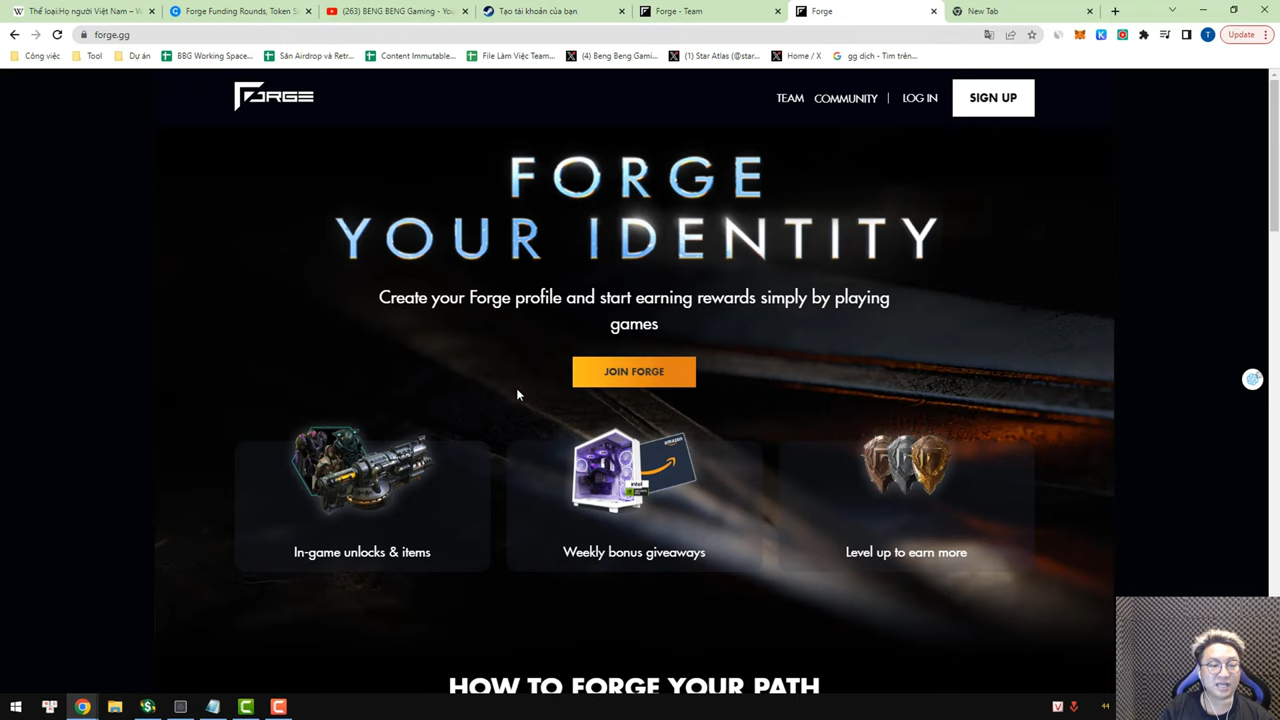 Thể loại:Họ người Việt Nam – W
Forge Funding Rounds, Token S
(263) BENG BENG Gaming - You
Tạo tài khoản của bạn
Forge - Team
Forge
New Tab
forge.gg
Update
Công việc
Tool
Dự án
BBG Working Space...
Săn Airdrop và Retr...
Content Immutable...
File Làm Việc Team...
(4) Beng Beng Gami...
(1) Star Atlas (@star...
Home / X
gg dịch - Tìm trên...
FORGE
TEAM
COMMUNITY
LOG IN
SIGN UP
FORGE
YOUR IDENTITY
Create your Forge profile and start earning rewards simply by playing
games
JOIN FORGE
amazon
intel
In-game unlocks & items
Weekly bonus giveaways
Level up to earn more
HOW TO FORGE YOUR PATH
44